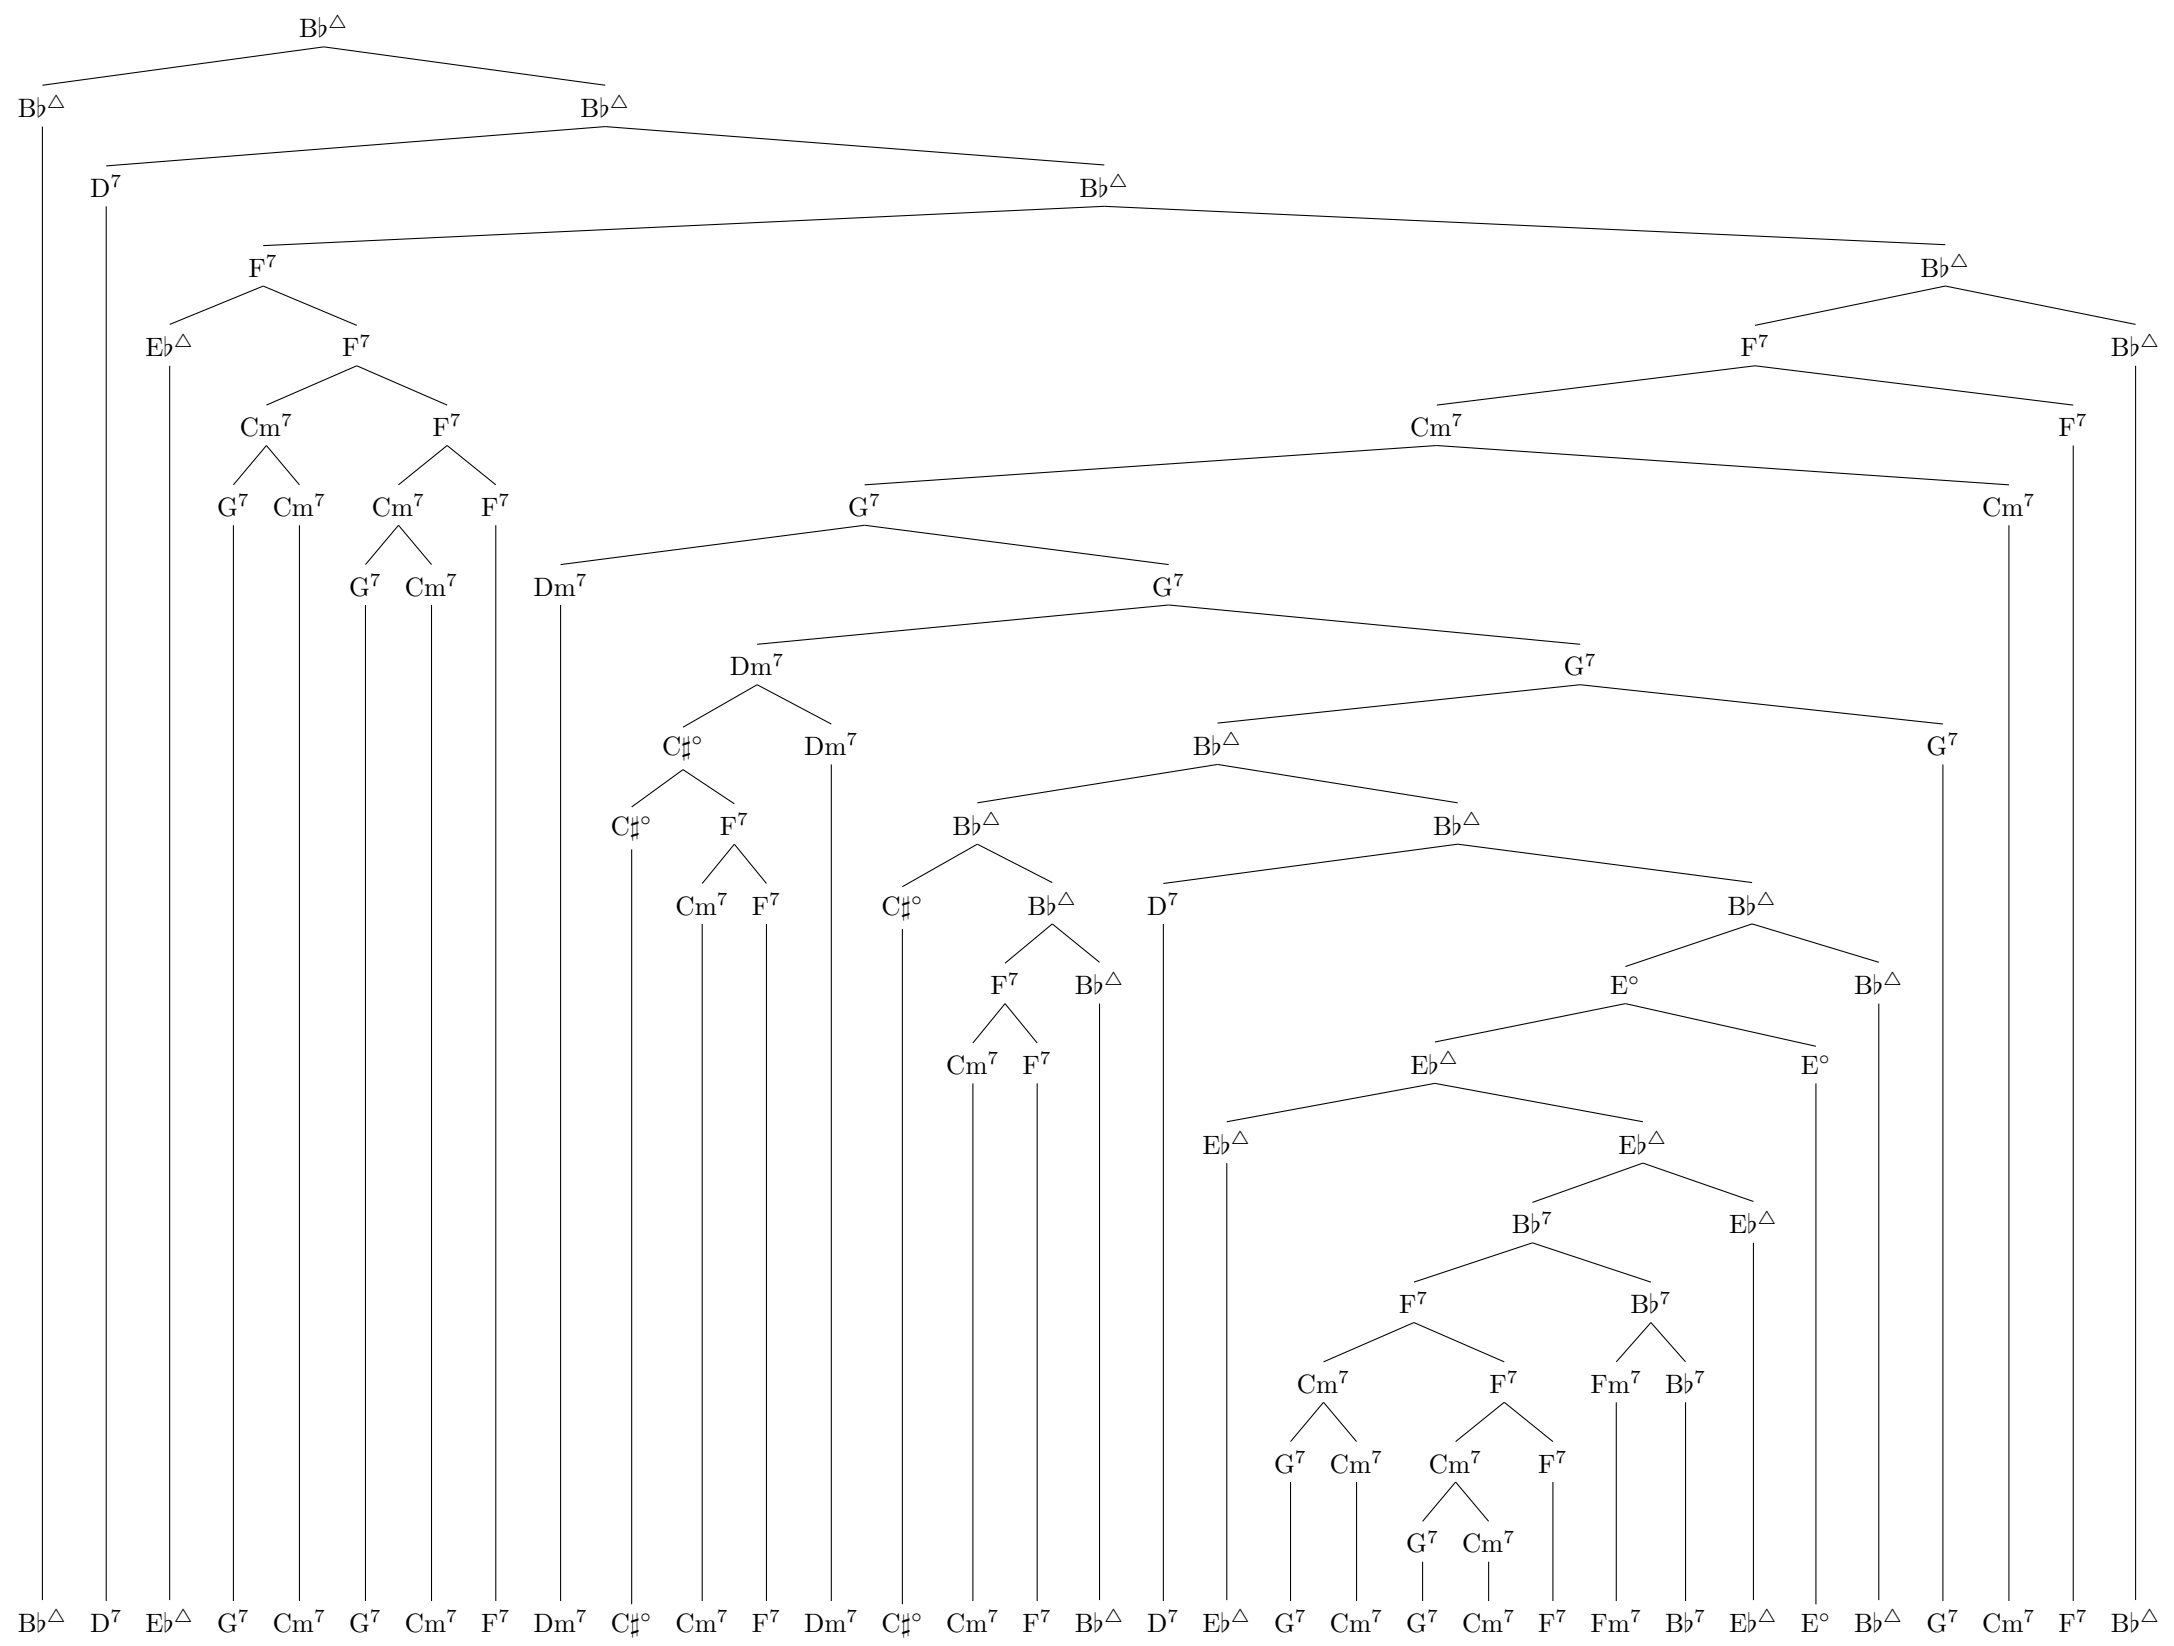 B♭△
B♭△ B♭△
D⁷ B♭△
F⁷ B♭△
E♭△ F⁷ F⁷ B♭△
Cm⁷ F⁷ Cm⁷ F⁷
G⁷ Cm⁷ Cm⁷ F⁷ G⁷ Cm⁷
G⁷ Cm⁷ Dm⁷ G⁷
Dm⁷ G⁷
C♯° Dm⁷ B♭△ G⁷
C♯° F⁷ B♭△ B♭△
Cm⁷ F⁷ C♯° B♭△ D⁷ B♭△
F⁷ B♭△ E° B♭△
Cm⁷ F⁷ E♭△ E°
E♭△ E♭△
B♭⁷ E♭△
F⁷ B♭⁷
Cm⁷ F⁷ Fm⁷ B♭⁷
G⁷ Cm⁷ Cm⁷ F⁷
G⁷ Cm⁷
B♭△ D⁷ E♭△ G⁷ Cm⁷ G⁷ Cm⁷ F⁷ Dm⁷ C♯° Cm⁷ F⁷ Dm⁷ C♯° Cm⁷ F⁷ B♭△ D⁷ E♭△ G⁷ Cm⁷ G⁷ Cm⁷ F⁷ Fm⁷ B♭⁷ E♭△ E° B♭△ G⁷ Cm⁷ F⁷ B♭△